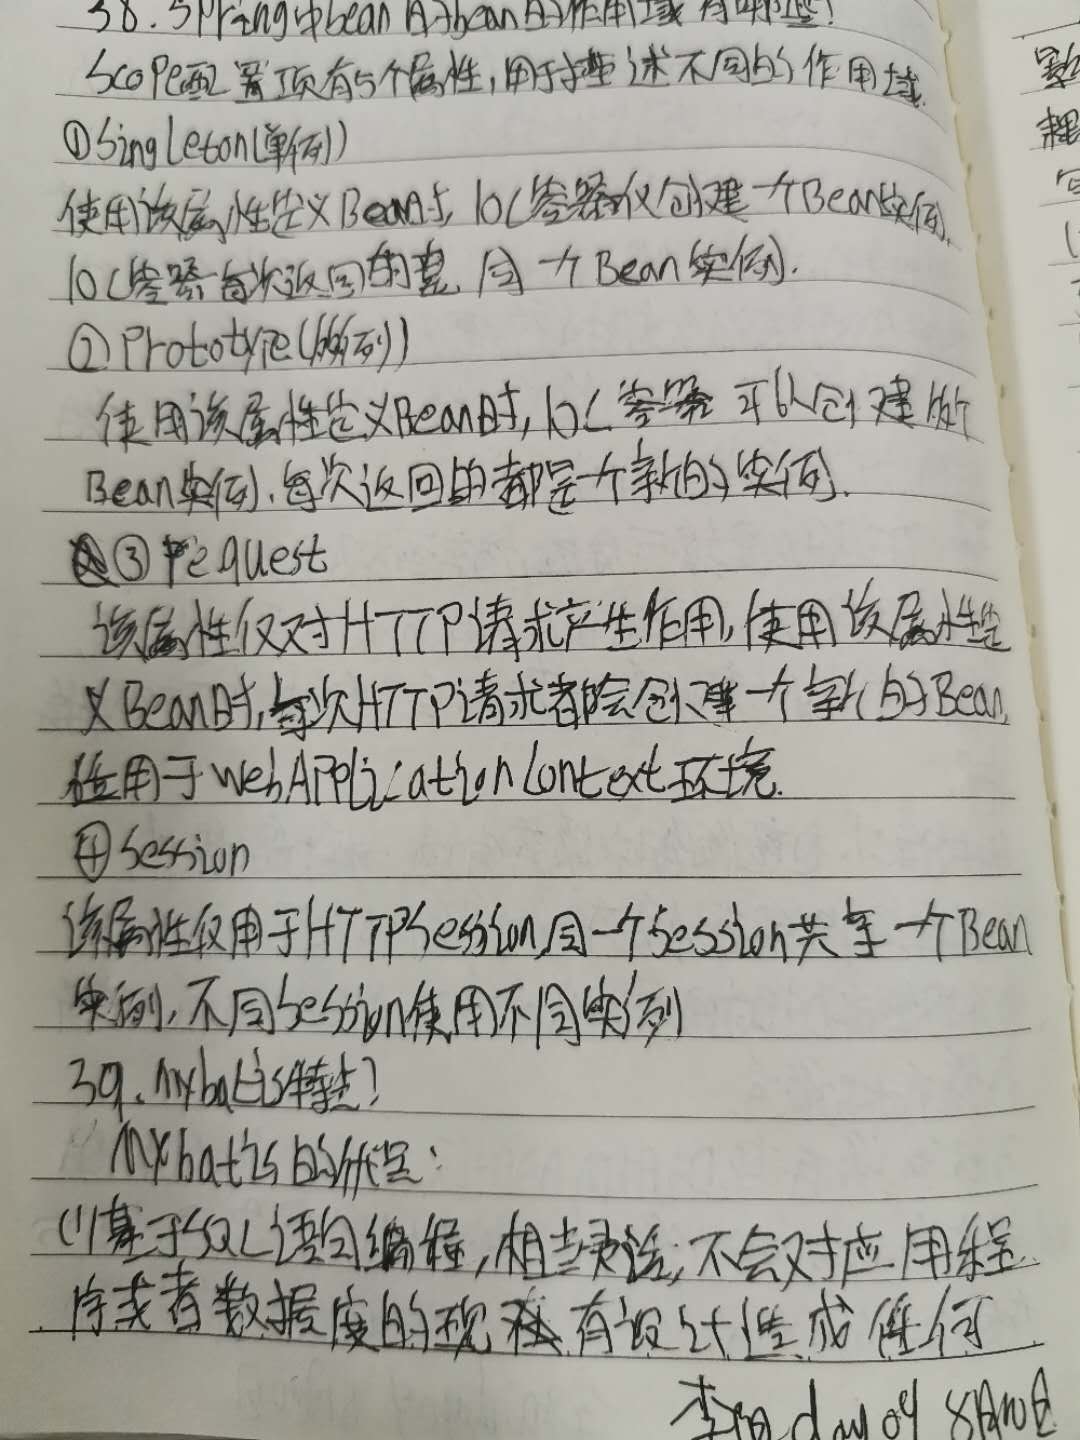 38.Spring中bean的bean的作用域有哪些?
Scope配置项有5个属性,用于描述不同的作用域.
①Singleton(单例)
使用该属性定义Bean时,IOC容器仅创建一个Bean实例,
IOC容器每次返回的是同一个Bean实例.
②Prototype(多例)
使用该属性定义Bean时,IOC容器可以创建多个
Bean实例,每次返回的都是一个新的实例.
③request
该属性仅对HTTP请求产生作用,使用该属性定
义Bean时,每次HTTP请求都会创建一个新的Bean,
适用于WebApplicationContext环境.
④Session
该属性仅用于HTTPSession,同一个Session共享一个Bean
实例,不同Session使用不同实例
39.mybatis特点?
Mybatis的优点:
(1)基于SQL语句编程,相当灵活,不会对应用程
序或者数据库的现有设计造成任何
李 day04 8月10日